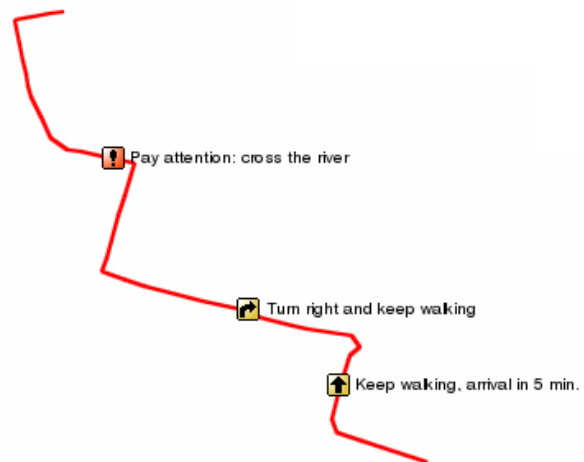 Pay attention: cross the river
Turn right and keep walking
Keep walking, arrival in 5 min.